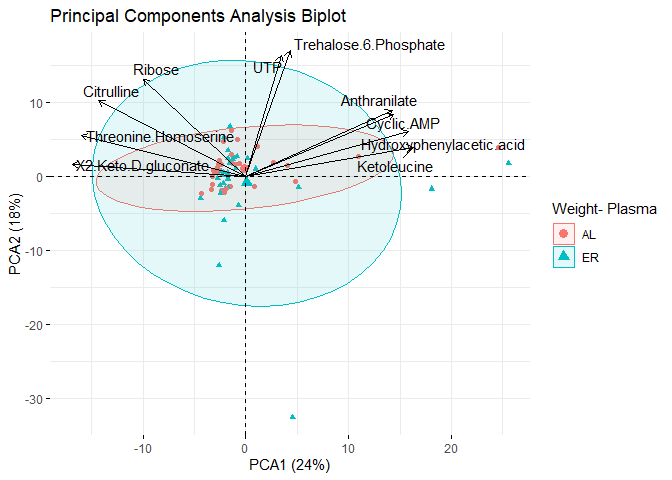 Principal Components Analysis Biplot
Trehalose.6.Phosphate
UTP
Ribose
Citrulline
Anthranilate
Cyclic.AMP
Threonine.Homoserine
Hydroxyphenylacetic.acid
X2.Keto.D.gluconate
Ketoleucine
10
0
-10
-20
-30
-10
0
10
20
PCA1 (24%)
PCA2 (18%)
Weight- Plasma
AL
ER